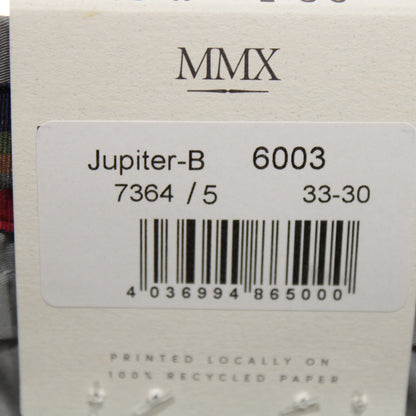 MMX
Jupiter-B 6003
7364 / 5 33-30
4 036994 865000
PRINTED LOCALLY ON
100% RECYCLED PAPER